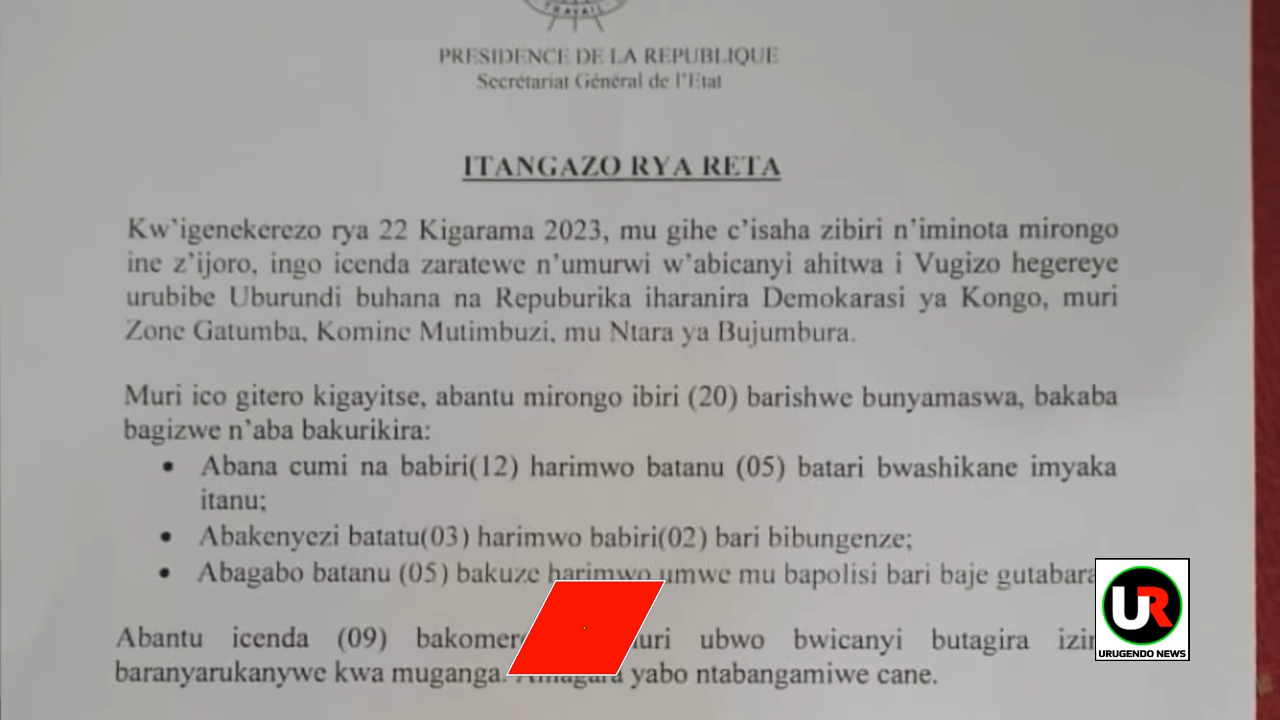 TRAVAIL
PRESIDENCE DE LA REPUBLIQUE
Secrétariat Général de l'Etat
ITANGAZO RYA RETA
Kw'igenekerezo rya 22 Kigarama 2023, mu gihe c'isaha zibiri n'iminota mirongo
ine z'ijoro, ingo icenda zaratewe n'umurwi w'abicanyi ahitwa i Vugizo hegereye
urubibe Uburundi buhana na Repuburika iharanira Demokarasi ya Kongo, muri
Zone Gatumba, Komine Mutimbuzi, mu Ntara ya Bujumbura.
Muri ico gitero kigayitse, abantu mirongo ibiri (20) barishwe bunyamaswa, bakaba
bagizwe n'aba bakurikira:
• Abana cumi na babiri(12) harimwo batanu (05) batari bwashikane imyaka
itanu;
• Abakenyezi batatu(03) harimwo babiri(02) bari bibungenze;
• Abagabo batanu (05) bakuze harimwo umwe mu bapolisi bari baje gutabara
Abantu icenda (09) ubwo bwicanyi butagira
baranyarukanywe kwa muganga. yabo ntabangamiwe cane.
UR
URUGENDO NEWS